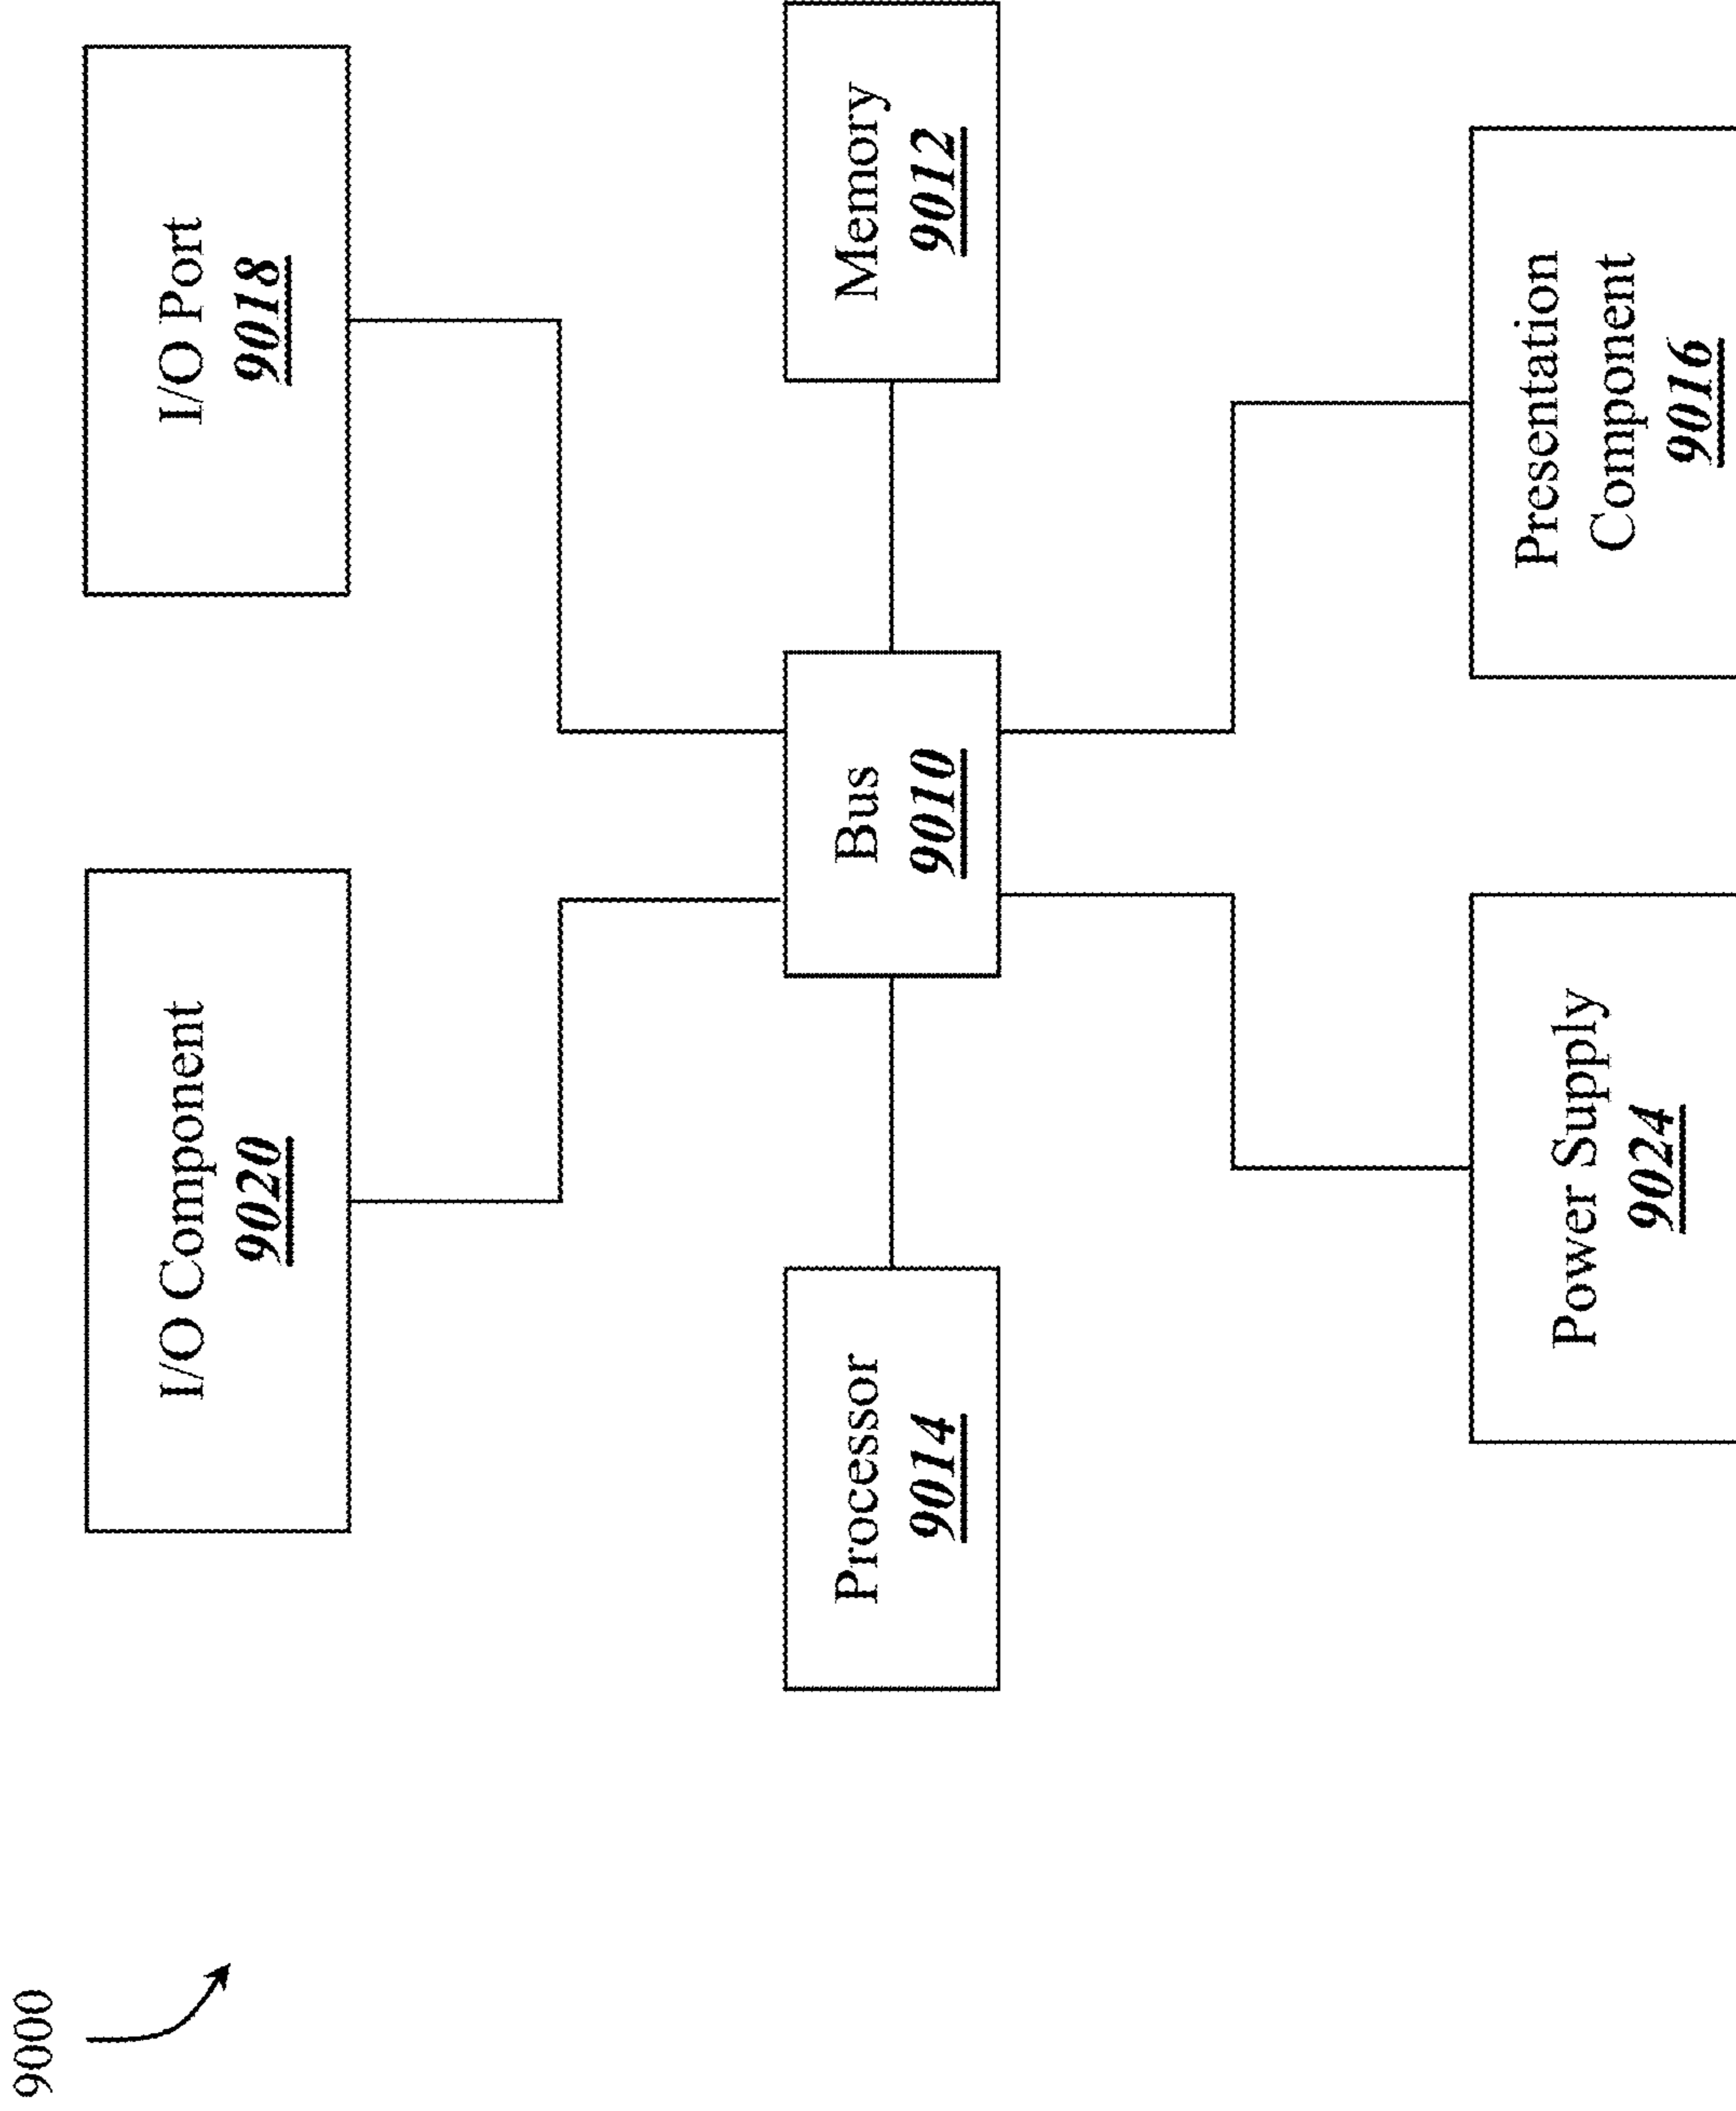 9000
I/O Component
9020
I/O Port
9018
Processor
9014
Bus
9010
Memory
9012
Power Supply
9024
Presentation
Component
9016